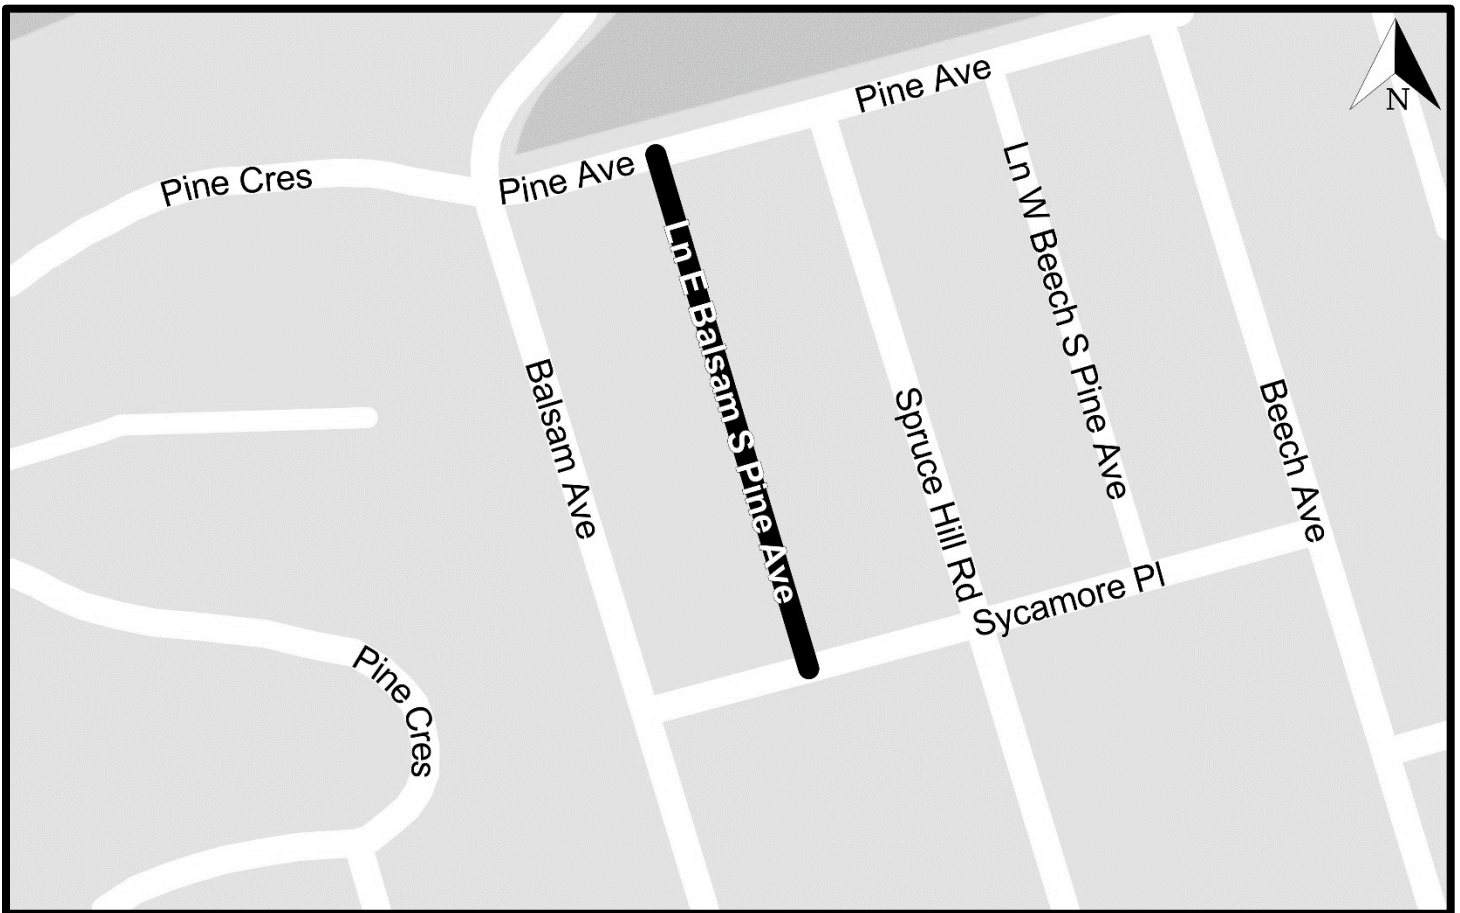 Pine Ave
N
Pine Cres
Pine Ave
Ln W Beech S Pine Ave
Ln E Balsam S Pine Ave
Balsam Ave
Spruce Hill Rd
Beech Ave
Sycamore Pl
Pine Cres